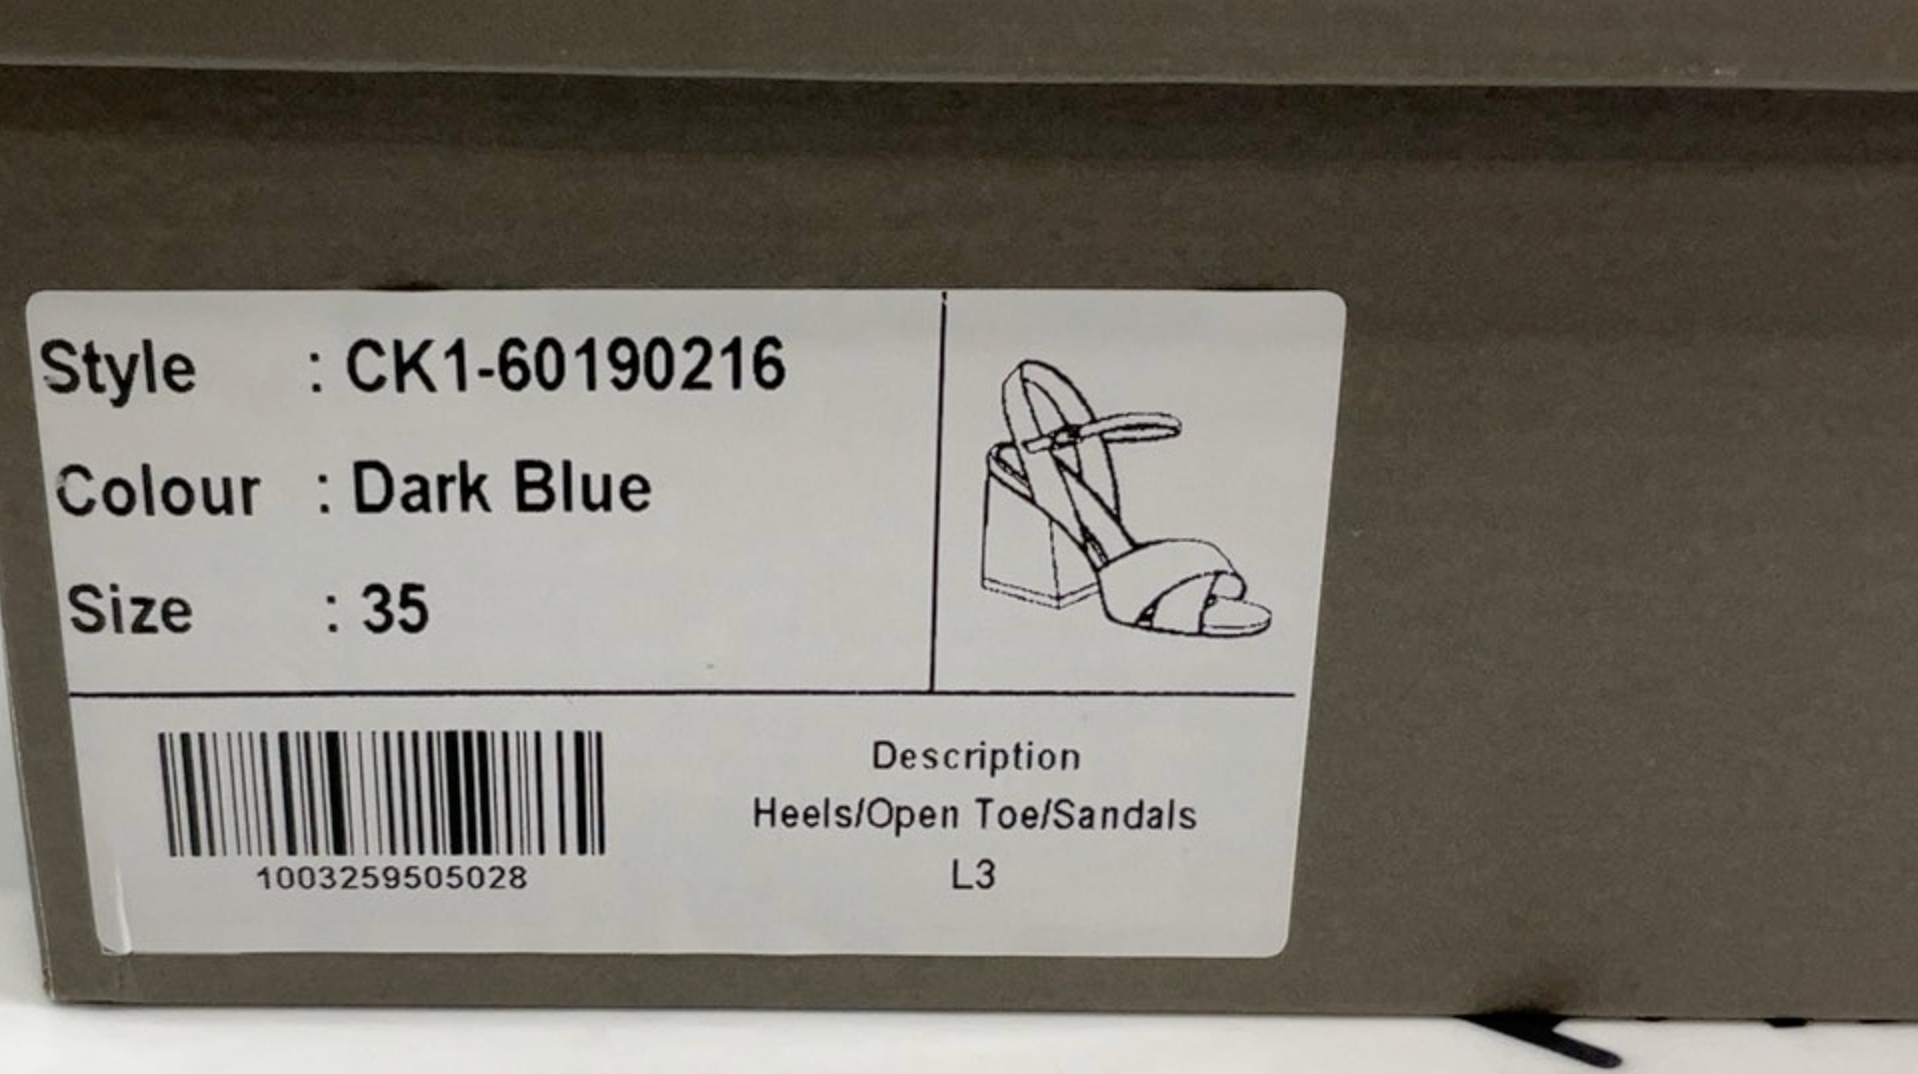 Style : CK1-60190216
Colour : Dark Blue
Size : 35
1003259505028
Description
Heels/Open Toe/Sandals
L3